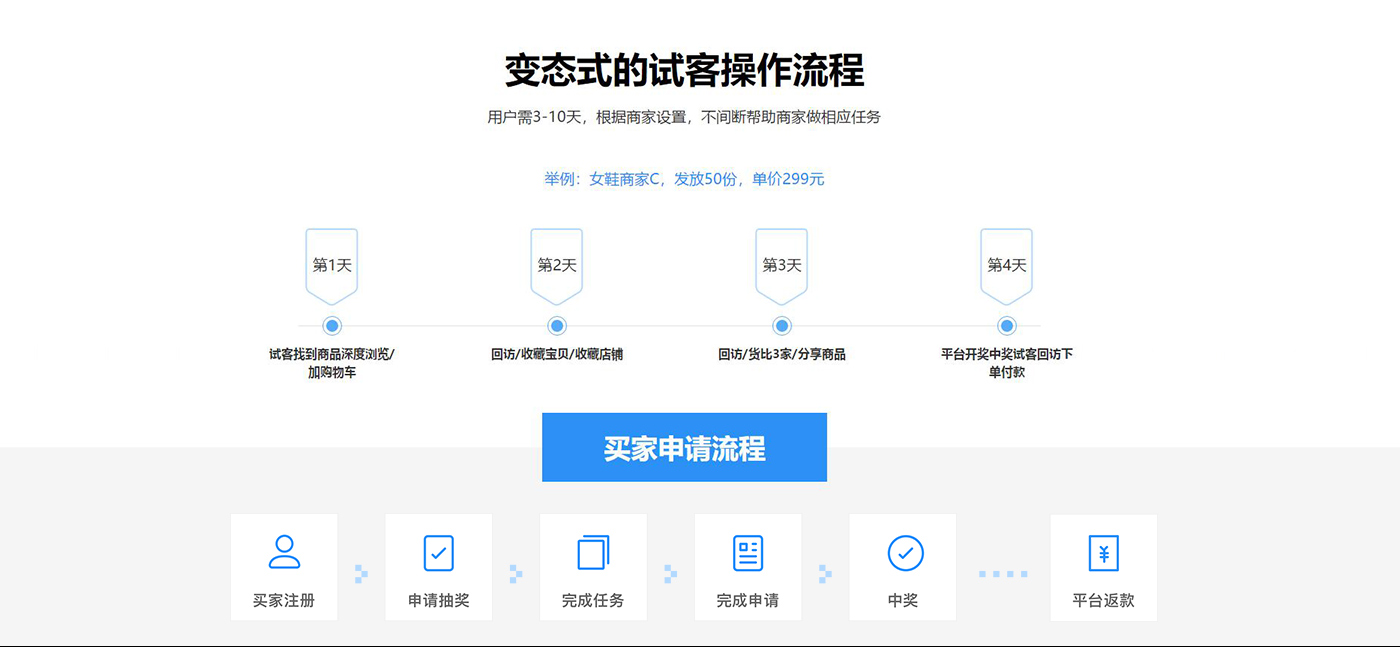 变态式的试客操作流程
用户需3-10天，根据商家设置，不间断帮助商家做相应任务
举例：女鞋商家C，发放50份，单价299元
第1天
第2天
第3天
第4天
试客找到商品深度浏览/
加购物车
回访/收藏宝贝/收藏店铺
回访/货比3家/分享商品
平台开奖中奖试客回访下
单付款
买家申请流程
买家注册
申请抽奖
完成任务
完成申请
中奖
平台返款